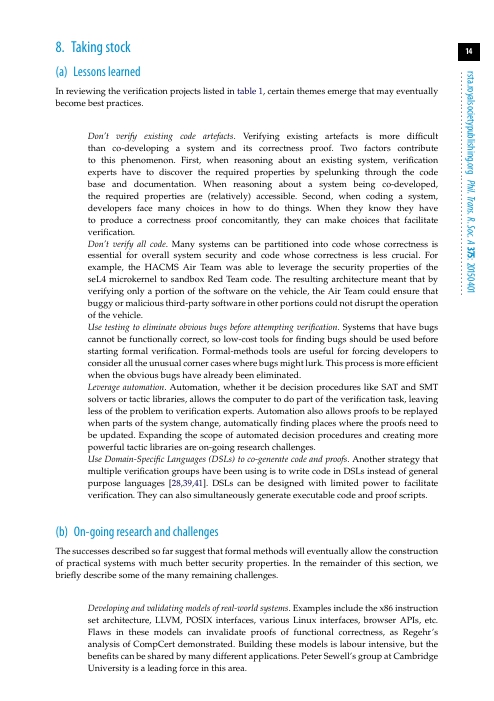 8. Taking stock
(a) Lessons learned
In reviewing the verification projects listed in table 1, certain themes emerge that may eventually
become best practices.
Don't verify existing code artefacts. Verifying existing artefacts is more difficult
than co-developing a system and its correctness proof. Two factors contribute
to this phenomenon. First, when reasoning about an existing system, verification
experts have to discover the required properties by spelunking through the code
base and documentation. When reasoning about a system being co-developed,
the required properties are (relatively) accessible. Second, when coding a system,
developers face many choices in how to do things. When they know they have
to produce a correctness proof concomitantly, they can make choices that facilitate
verification.
Don't verify all code. Many systems can be partitioned into code whose correctness is
essential for overall system security and code whose correctness is less crucial. For
example, the HACMS Air Team was able to leverage the security properties of the
seL4 microkernel to sandbox Red Team code. The resulting architecture meant that by
verifying only a portion of the software on the vehicle, the Air Team could ensure that
buggy or malicious third-party software in other portions could not disrupt the operation
of the vehicle.
Use testing to eliminate obvious bugs before attempting verification. Systems that have bugs
cannot be functionally correct, so low-cost tools for finding bugs should be used before
starting formal verification. Formal-methods tools are useful for forcing developers to
consider all the unusual corner cases where bugs might lurk. This process is more efficient
when the obvious bugs have already been eliminated.
Leverage automation. Automation, whether it be decision procedures like SAT and SMT
solvers or tactic libraries, allows the computer to do part of the verification task, leaving
less of the problem to verification experts. Automation also allows proofs to be replayed
when parts of the system change, automatically finding places where the proofs need to
be updated. Expanding the scope of automated decision procedures and creating more
powerful tactic libraries are on-going research challenges.
Use Domain-Specific Languages (DSLs) to co-generate code and proofs. Another strategy that
multiple verification groups have been using is to write code in DSLs instead of general
purpose languages [28,39,41]. DSLs can be designed with limited power to facilitate
verification. They can also simultaneously generate executable code and proof scripts.
(b) On-going research and challenges
The successes described so far suggest that formal methods will eventually allow the construction
of practical systems with much better security properties. In the remainder of this section, we
briefly describe some of the many remaining challenges.
Developing and validating models of real-world systems. Examples include the x86 instruction
set architecture, LLVM, POSIX interfaces, various Linux interfaces, browser APIs, etc.
Flaws in these models can invalidate proofs of functional correctness, as Regehr's
analysis of CompCert demonstrated. Building these models is labour intensive, but the
benefits can be shared by many different applications. Peter Sewell's group at Cambridge
University is a leading force in this area.
14
rsta.royalsocietypublishing.org Phil. Trans. R. Soc. A 375: 20150401